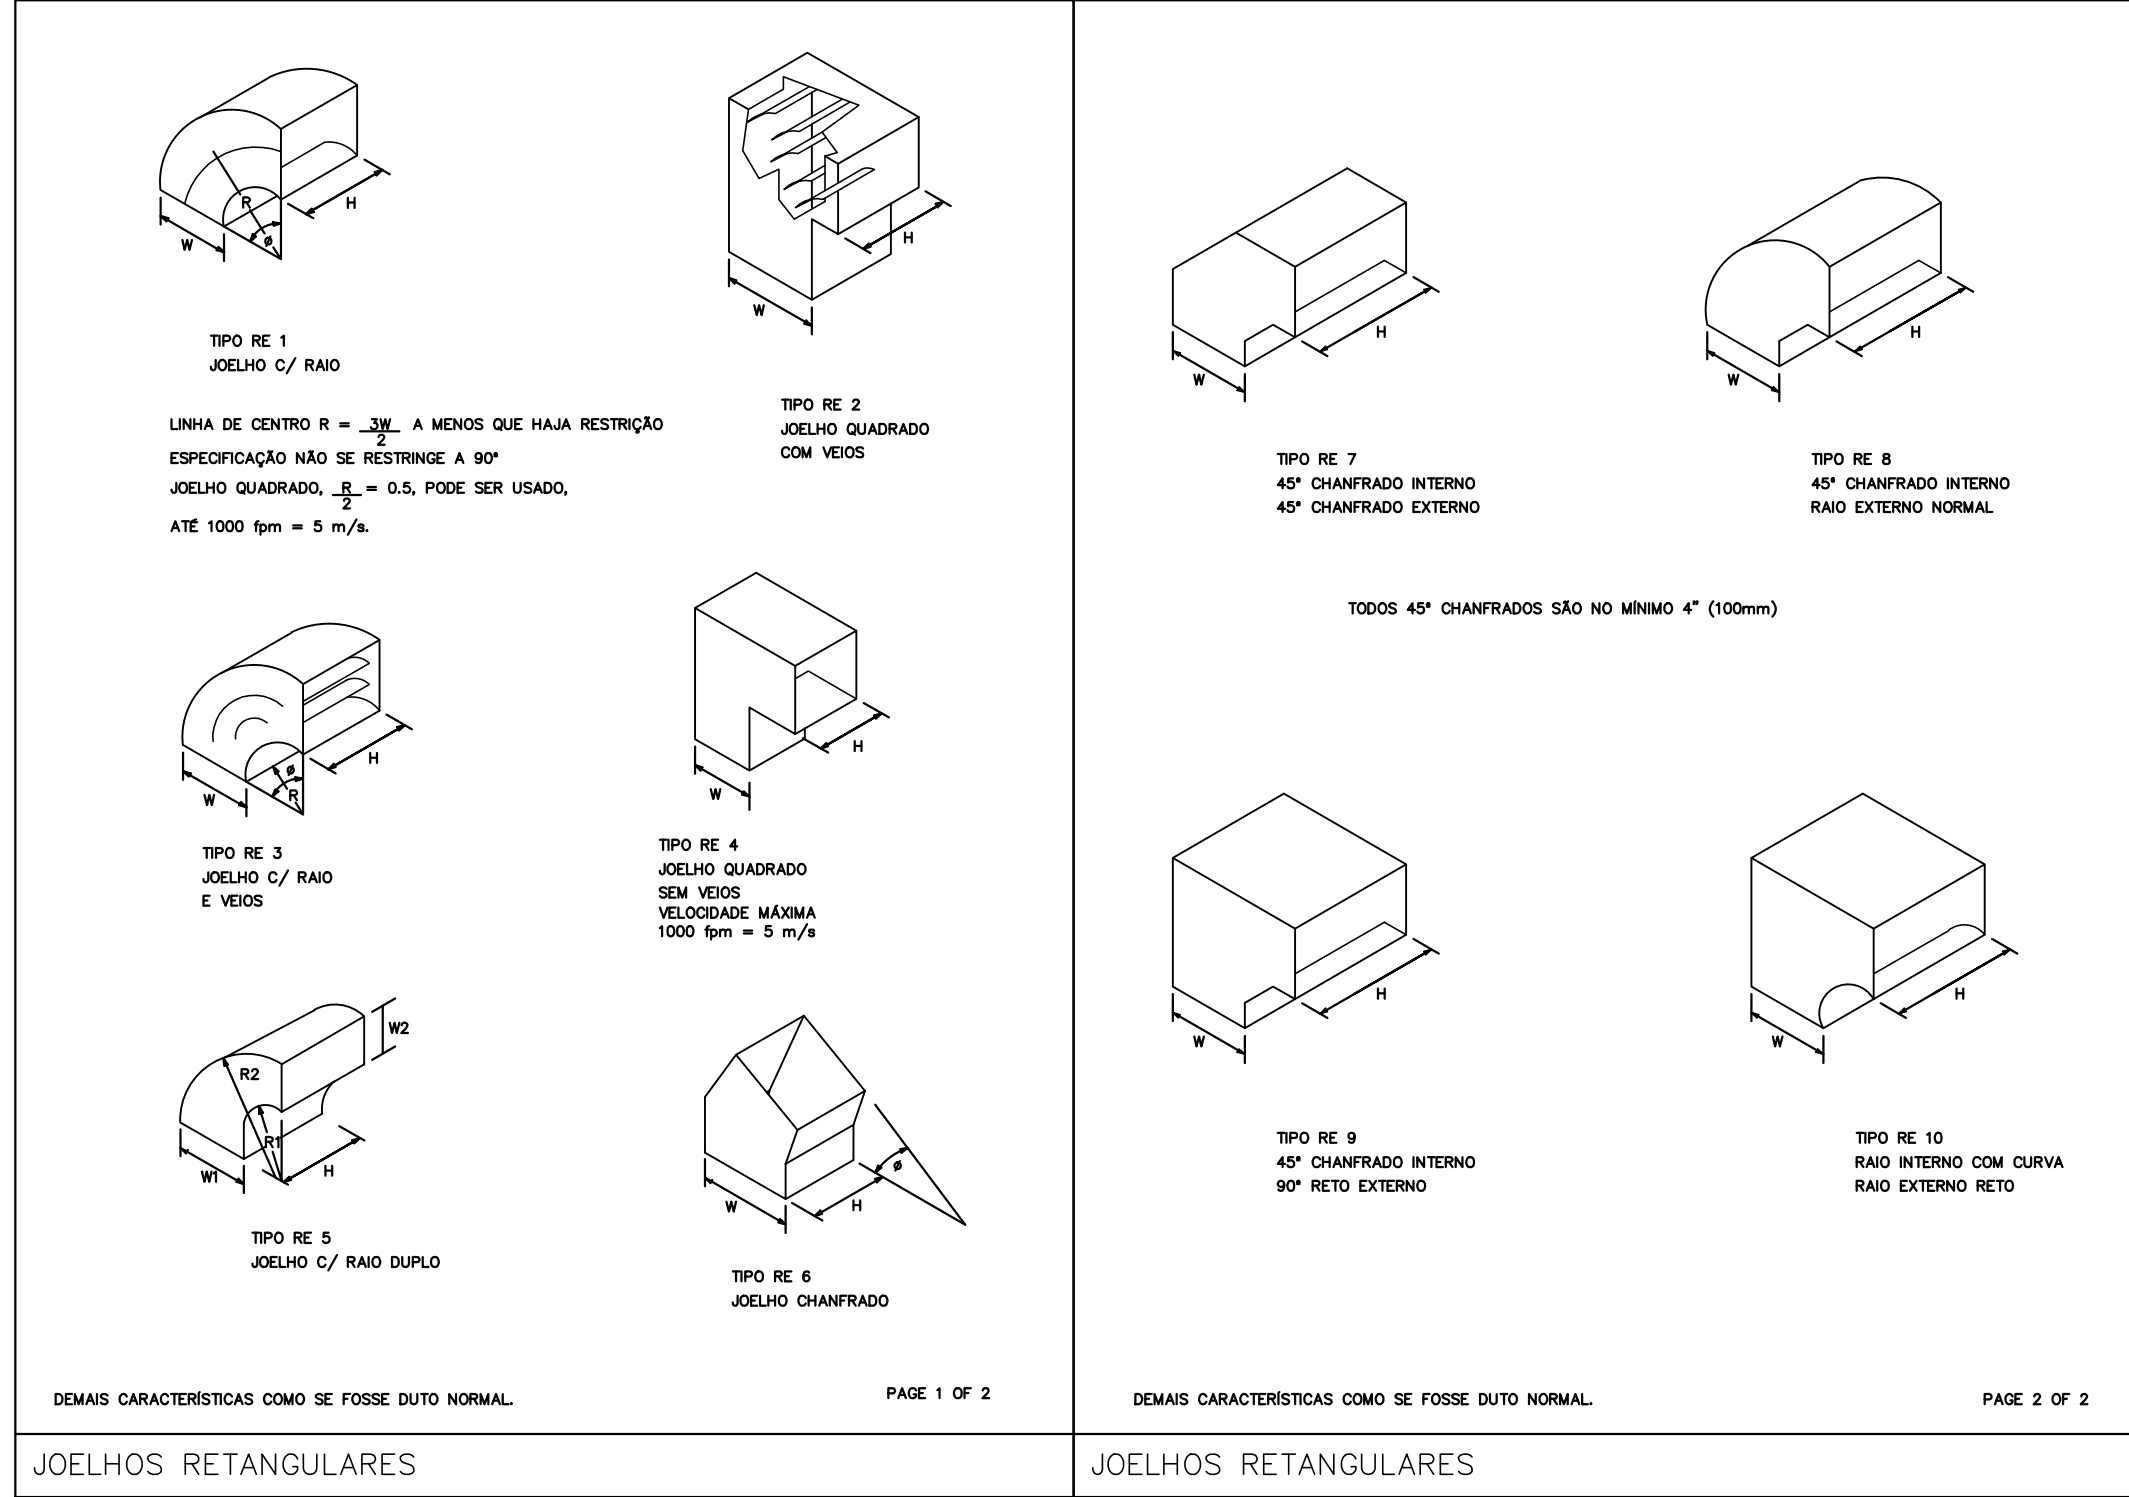 R
Ø
H
W
TIPO RE 1
JOELHO C/ RAIO
LINHA DE CENTRO R = 3W/2 A MENOS QUE HAJA RESTRIÇÃO
ESPECIFICAÇÃO NÃO SE RESTRINGE A 90°
JOELHO QUADRADO, R/2 = 0.5, PODE SER USADO,
ATÉ 1000 fpm = 5 m/s.
H
W
TIPO RE 2
JOELHO QUADRADO
COM VEIOS
Ø
R
H
W
TIPO RE 3
JOELHO C/ RAIO
E VEIOS
H
W
TIPO RE 4
JOELHO QUADRADO
SEM VEIOS
VELOCIDADE MÁXIMA
1000 fpm = 5 m/s
W2
R2
R1
H
W1
TIPO RE 5
JOELHO C/ RAIO DUPLO
Ø
H
W
TIPO RE 6
JOELHO CHANFRADO
DEMAIS CARACTERÍSTICAS COMO SE FOSSE DUTO NORMAL.
PAGE 1 OF 2
JOELHOS RETANGULARES
H
W
TIPO RE 7
45° CHANFRADO INTERNO
45° CHANFRADO EXTERNO
H
W
TIPO RE 8
45° CHANFRADO INTERNO
RAIO EXTERNO NORMAL
TODOS 45° CHANFRADOS SÃO NO MÍNIMO 4" (100mm)
H
W
TIPO RE 9
45° CHANFRADO INTERNO
90° RETO EXTERNO
H
W
TIPO RE 10
RAIO INTERNO COM CURVA
RAIO EXTERNO RETO
DEMAIS CARACTERÍSTICAS COMO SE FOSSE DUTO NORMAL.
PAGE 2 OF 2
JOELHOS RETANGULARES